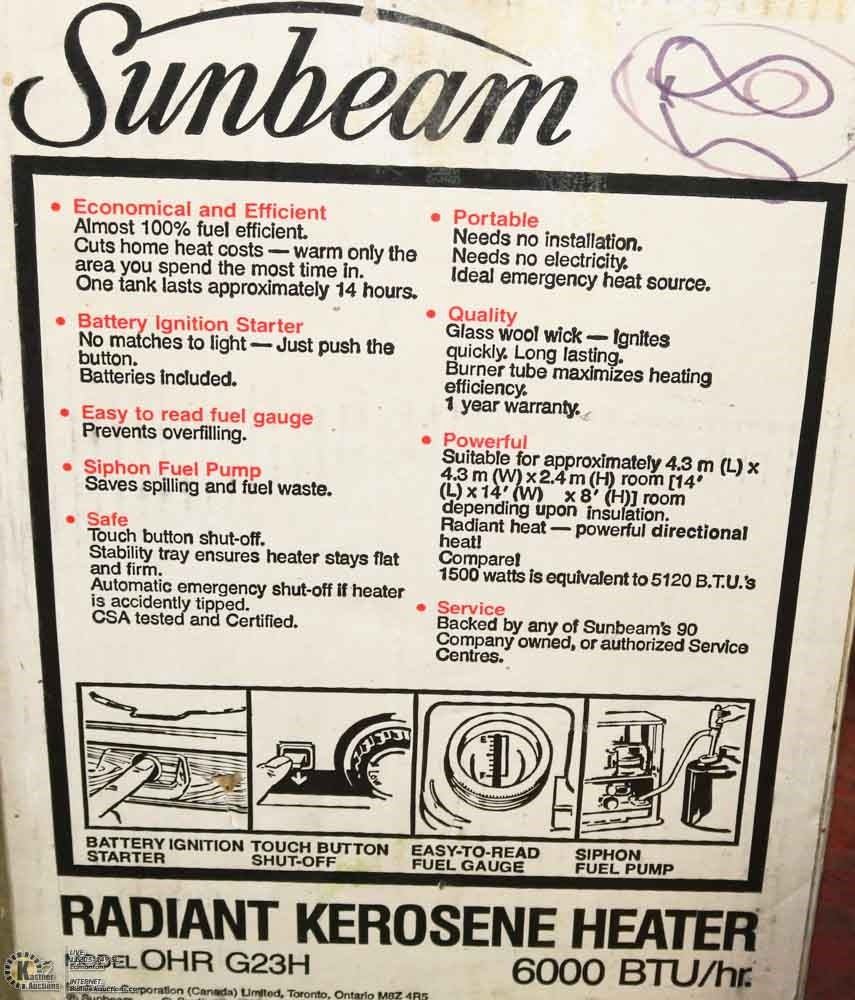 Sunbeam
• Economical and Efficient
Almost 100% fuel efficient.
Cuts home heat costs — warm only the
area you spend the most time in.
One tank lasts approximately 14 hours.
• Battery Ignition Starter
No matches to light — Just push the
button.
Batteries included.
• Easy to read fuel gauge
Prevents overfilling.
• Siphon Fuel Pump
Saves spilling and fuel waste.
• Safe
Touch button shut-off.
Stability tray ensures heater stays flat
and firm.
Automatic emergency shut-off if heater
is accidently tipped.
CSA tested and Certified.
• Portable
Needs no installation.
Needs no electricity.
Ideal emergency heat source.
• Quality
Glass wool wick — Ignites
quickly. Long lasting.
Burner tube maximizes heating
efficiency.
1 year warranty.
• Powerful
Suitable for approximately 4.3 m (L) x
4.3 m (W) x 2.4 m (H) room [14'
(L) x 14' (W) x 8' (H)] room
depending upon insulation.
Radiant heat — powerful directional
heat!
Compare!
1500 watts is equivalent to 5120 B.T.U.'s
• Service
Backed by any of Sunbeam's 90
Company owned, or authorized Service
Centres.
BATTERY IGNITION
STARTER
TOUCH BUTTON
SHUT-OFF
EASY-TO-READ
FUEL GAUGE
SIPHON
FUEL PUMP
RADIANT KEROSENE HEATER
MODEL OHR G23H
6000 BTU/hr.
Corporation (Canada) Limited, Toronto, Ontario M8Z 4R5
Kastner
Auctions
LIVE
INTERNET